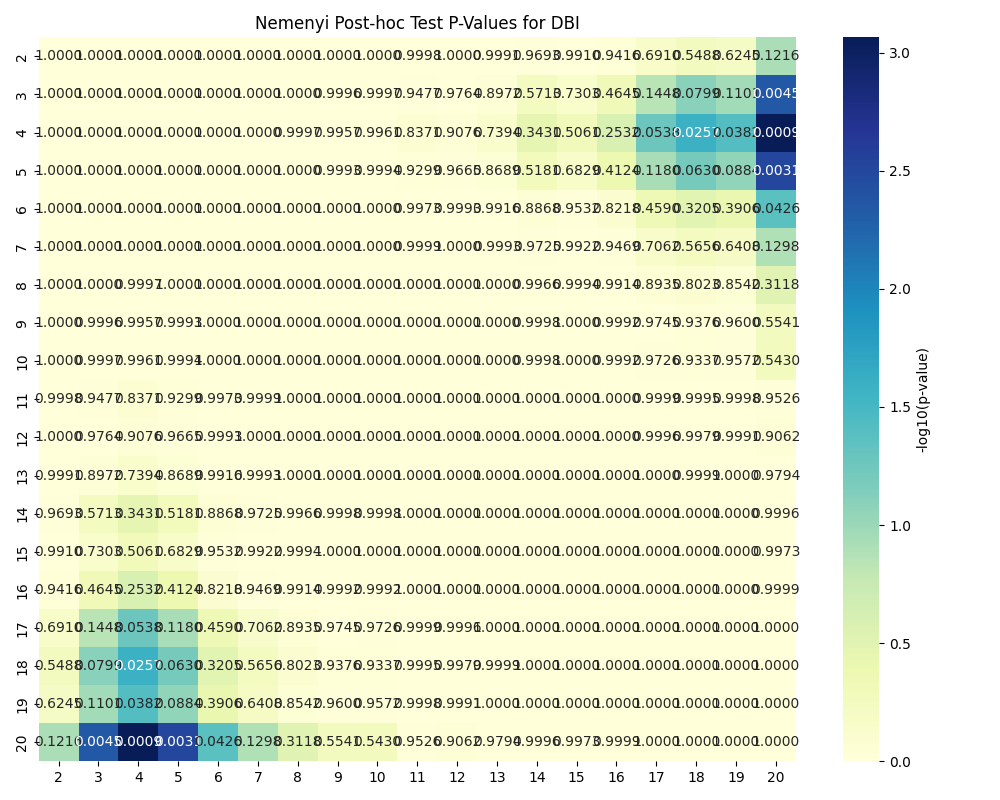 Nemenyi Post-hoc Test P-Values for DBI
2 1.0000 1.0000 1.0000 1.0000 1.0000 1.0000 1.0000 1.0000 1.0000 0.9998 1.0000 0.9991 0.9693 0.9910 0.9416 0.6910 0.5488 0.6245 0.1216
3 1.0000 1.0000 1.0000 1.0000 1.0000 1.0000 1.0000 0.9996 0.9997 0.9477 0.9764 0.8972 0.5713 0.7303 0.4645 0.1448 0.0799 0.1101 0.0045
4 1.0000 1.0000 1.0000 1.0000 1.0000 1.0000 0.9997 0.9957 0.9961 0.8371 0.9076 0.7394 0.3431 0.5061 0.2532 0.0538 0.0257 0.0382 0.0009
5 1.0000 1.0000 1.0000 1.0000 1.0000 1.0000 1.0000 0.9993 0.9994 0.9299 0.9665 0.8689 0.5181 0.6829 0.4124 0.1180 0.0630 0.0884 0.0031
6 1.0000 1.0000 1.0000 1.0000 1.0000 1.0000 1.0000 1.0000 1.0000 0.9973 0.9993 0.9916 0.8868 0.9532 0.8218 0.4590 0.3205 0.3906 0.0426
7 1.0000 1.0000 1.0000 1.0000 1.0000 1.0000 1.0000 1.0000 1.0000 0.9999 1.0000 0.9993 0.9725 0.9922 0.9469 0.7062 0.5656 0.6408 0.1298
8 1.0000 1.0000 0.9997 1.0000 1.0000 1.0000 1.0000 1.0000 1.0000 1.0000 1.0000 1.0000 0.9966 0.9994 0.9914 0.8935 0.8023 0.8542 0.3118
9 1.0000 0.9996 0.9957 0.9993 1.0000 1.0000 1.0000 1.0000 1.0000 1.0000 1.0000 1.0000 0.9998 1.0000 0.9992 0.9745 0.9376 0.9600 0.5541
10 1.0000 0.9997 0.9961 0.9994 1.0000 1.0000 1.0000 1.0000 1.0000 1.0000 1.0000 1.0000 0.9998 1.0000 0.9992 0.9726 0.9337 0.9572 0.5430
11 0.9998 0.9477 0.8371 0.9299 0.9973 0.9999 1.0000 1.0000 1.0000 1.0000 1.0000 1.0000 1.0000 1.0000 1.0000 0.9999 0.9995 0.9998 0.9526
12 1.0000 0.9764 0.9076 0.9665 0.9993 1.0000 1.0000 1.0000 1.0000 1.0000 1.0000 1.0000 1.0000 1.0000 1.0000 0.9996 0.9979 0.9991 0.9062
13 0.9991 0.8972 0.7394 0.8689 0.9916 0.9993 1.0000 1.0000 1.0000 1.0000 1.0000 1.0000 1.0000 1.0000 1.0000 1.0000 0.9999 1.0000 0.9794
14 0.9693 0.5713 0.3431 0.5181 0.8868 0.9725 0.9966 0.9998 0.9998 1.0000 1.0000 1.0000 1.0000 1.0000 1.0000 1.0000 1.0000 1.0000 0.9996
15 0.9910 0.7303 0.5061 0.6829 0.9532 0.9922 0.9994 1.0000 1.0000 1.0000 1.0000 1.0000 1.0000 1.0000 1.0000 1.0000 1.0000 1.0000 0.9973
16 0.9416 0.4645 0.2532 0.4124 0.8218 0.9469 0.9914 0.9992 0.9992 1.0000 1.0000 1.0000 1.0000 1.0000 1.0000 1.0000 1.0000 1.0000 0.9999
17 0.6910 0.1448 0.0538 0.1180 0.4590 0.7062 0.8935 0.9745 0.9726 0.9999 0.9996 1.0000 1.0000 1.0000 1.0000 1.0000 1.0000 1.0000 1.0000
18 0.5488 0.0799 0.0257 0.0630 0.3205 0.5656 0.8023 0.9376 0.9337 0.9995 0.9979 0.9999 1.0000 1.0000 1.0000 1.0000 1.0000 1.0000 1.0000
19 0.6245 0.1101 0.0382 0.0884 0.3906 0.6408 0.8542 0.9600 0.9572 0.9998 0.9991 1.0000 1.0000 1.0000 1.0000 1.0000 1.0000 1.0000 1.0000
20 0.1216 0.0045 0.0009 0.0031 0.0426 0.1298 0.3118 0.5541 0.5430 0.9526 0.9062 0.9794 0.9996 0.9973 0.9999 1.0000 1.0000 1.0000 1.0000
2 3 4 5 6 7 8 9 10 11 12 13 14 15 16 17 18 19 20
3.0
2.5
2.0
1.5
1.0
0.5
0.0
-log10(p-value)